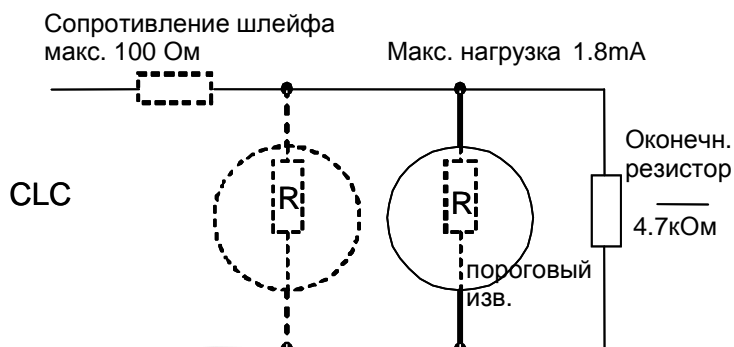 Сопротивление шлейфа
макс. 100 Ом
Макс. нагрузка 1.8mA
Оконечн.
резистор
4.7кОм
CLC
R
R
пороговый
изв.